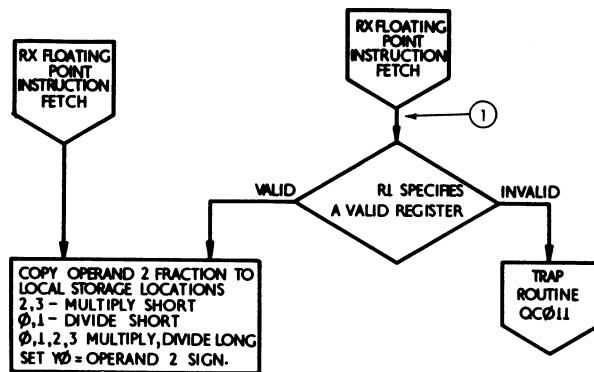 RX FLOATING
POINT
INSTRUCTION
FETCH
RX FLOATING
POINT
INSTRUCTION
FETCH
1
VALID
R1 SPECIFIES
A VALID REGISTER
INVALID
COPY OPERAND 2 FRACTION TO
LOCAL STORAGE LOCATIONS
2,3 - MULTIPLY SHORT
Ø,1 - DIVIDE SHORT
Ø,1,2,3 MULTIPLY,DIVIDE LONG
SET YØ = OPERAND 2 SIGN.
TRAP
ROUTINE
QCØ11